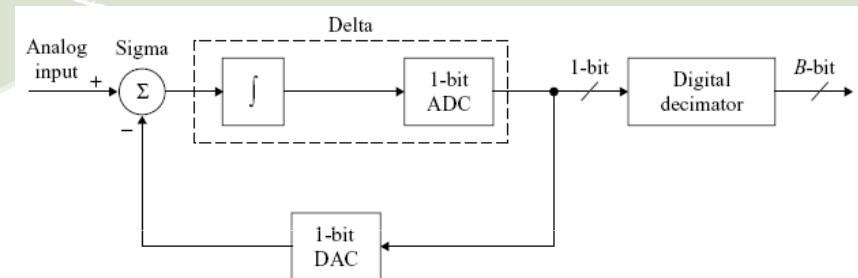 Delta
Analog
input
Sigma
+
Σ
−
∫
1-bit
ADC
1-bit
Digital
decimator
B-bit
1-bit
DAC